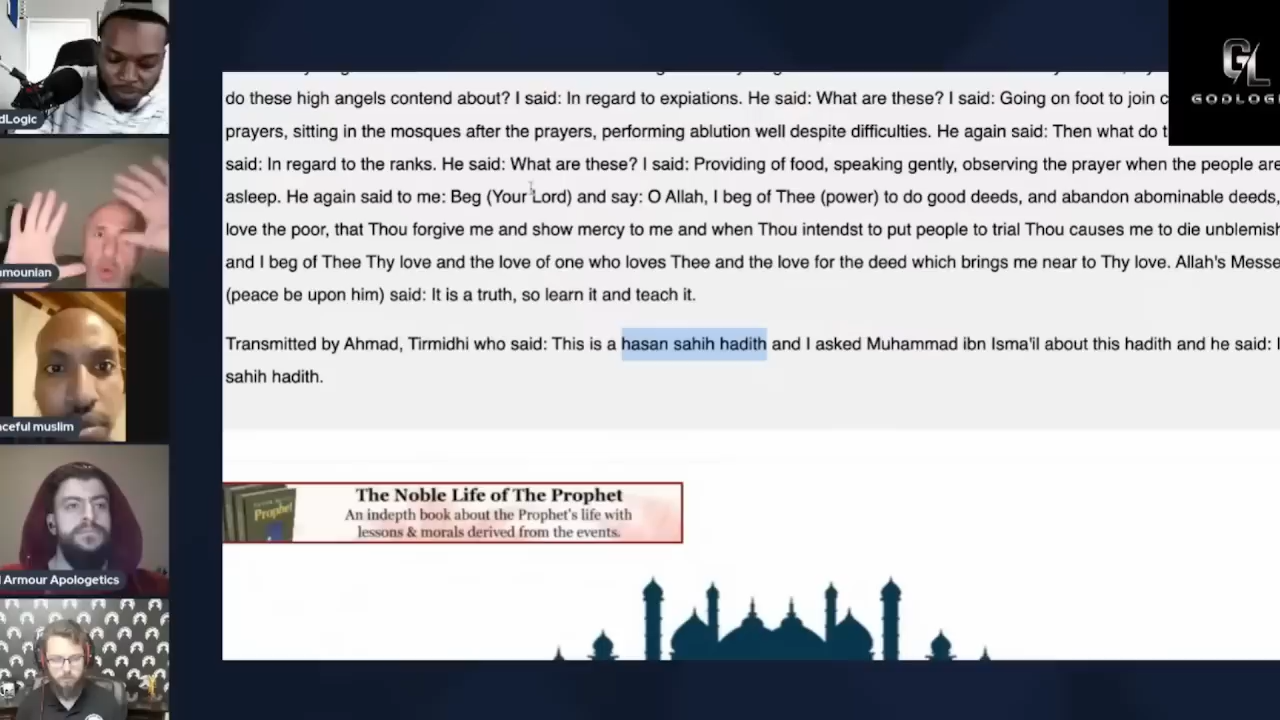 dLogic
mounian
ceful muslim
Armour Apologetics
GL
GODLOGI
do these high angels contend about? I said: In regard to expiations. He said: What are these? I said: Going on foot to join
prayers, sitting in the mosques after the prayers, performing ablution well despite difficulties. He again said: Then what do
said: In regard to the ranks. He said: What are these? I said: Providing of food, speaking gently, observing the prayer when the people are
asleep. He again said to me: Beg (Your Lord) and say: O Allah, I beg of Thee (power) to do good deeds, and abandon abominable deeds,
love the poor, that Thou forgive me and show mercy to me and when Thou intendst to put people to trial Thou causes me to die unblemish
and I beg of Thee Thy love and the love of one who loves Thee and the love for the deed which brings me near to Thy love. Allah's Messe
(peace be upon him) said: It is a truth, so learn it and teach it.
Transmitted by Ahmad, Tirmidhi who said: This is a hasan sahih hadith and I asked Muhammad ibn Isma'il about this hadith and he said:
sahih hadith.
Prophet
The Noble Life of The Prophet
An indepth book about the Prophet's life with
lessons & morals derived from the events.